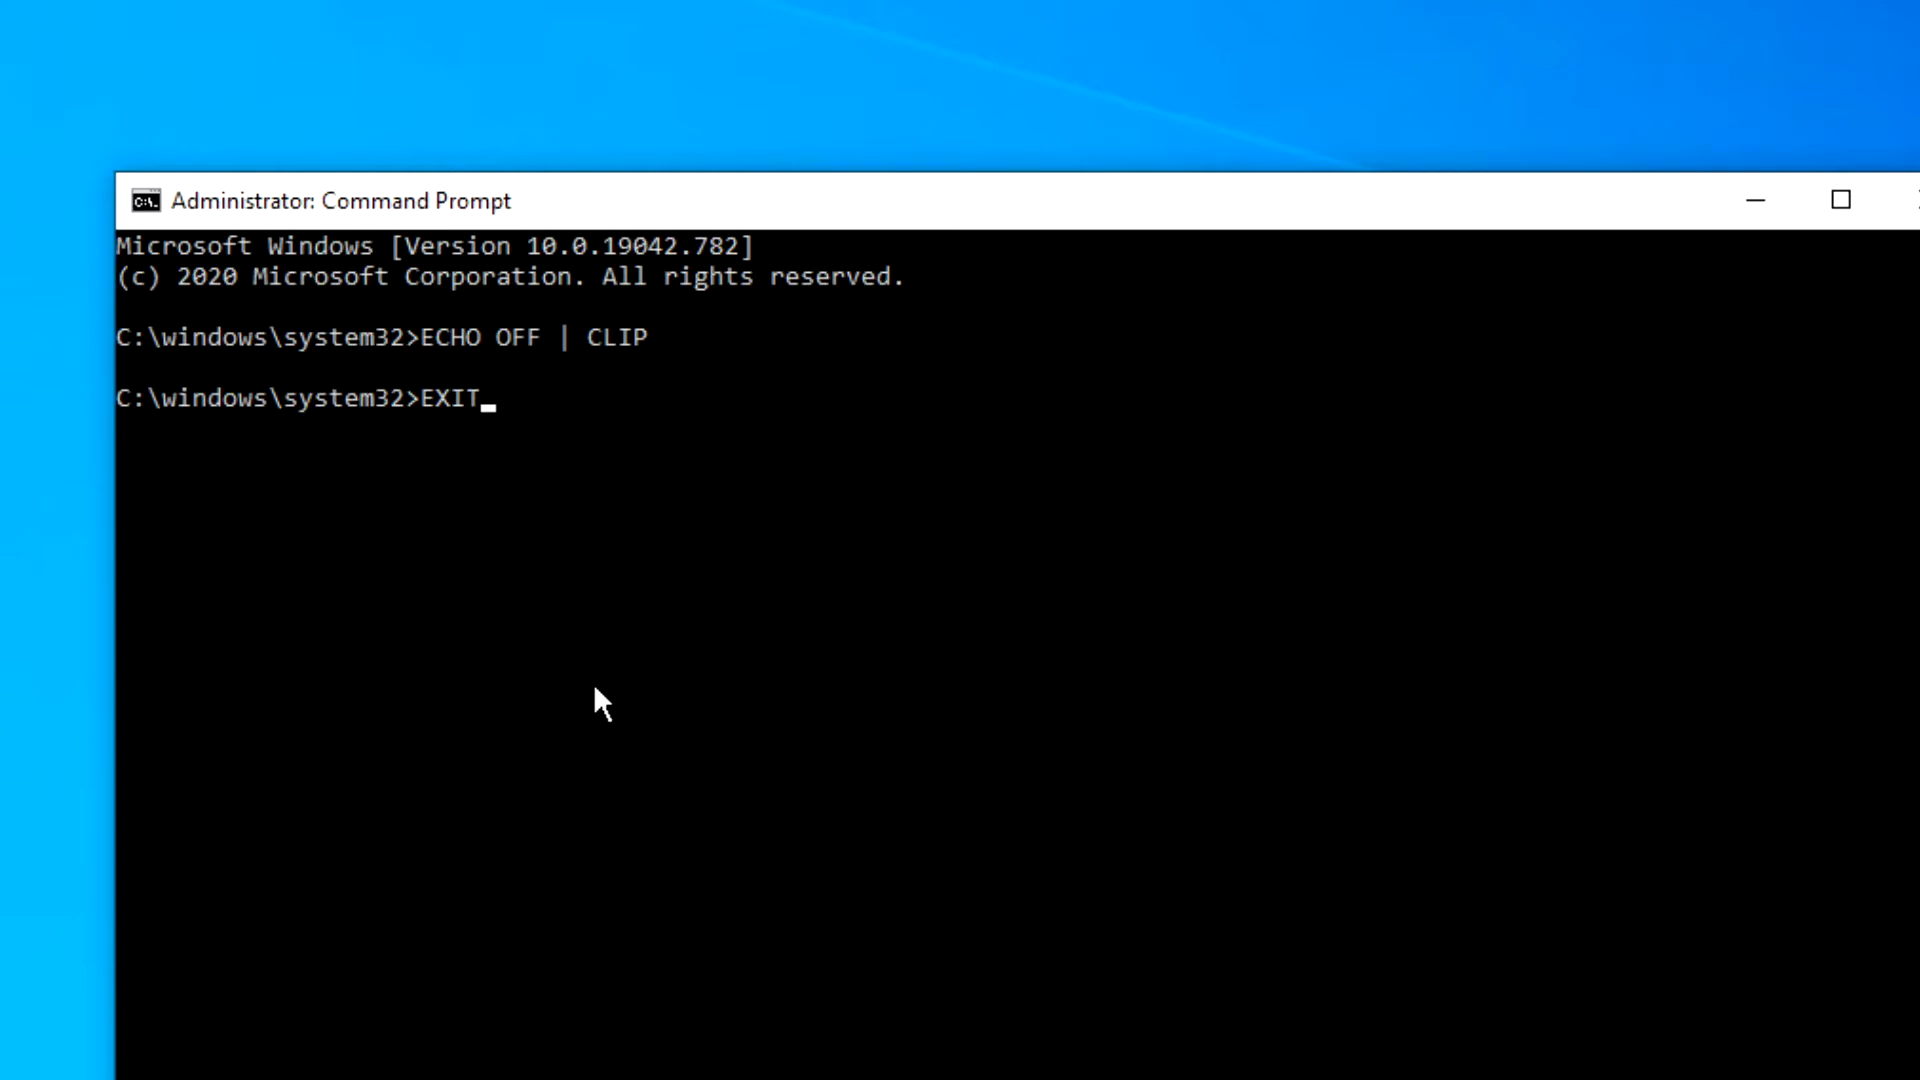 Administrator: Command Prompt
Microsoft Windows [Version 10.0.19042.782]
(c) 2020 Microsoft Corporation. All rights reserved.
C:\windows\system32>ECHO OFF | CLIP
C:\windows\system32>EXIT